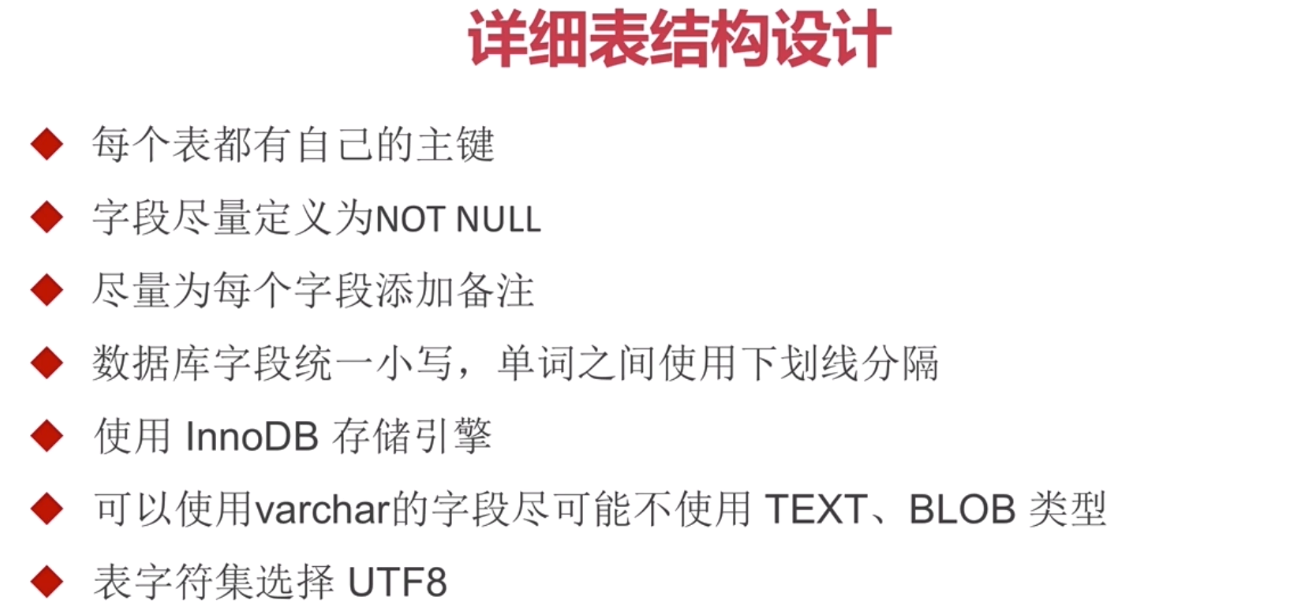 详细表结构设计
每个表都有自己的主键
字段尽量定义为NOT NULL
尽量为每个字段添加备注
数据库字段统一小写，单词之间使用下划线分隔
使用 InnoDB 存储引擎
可以使用varchar的字段尽可能不使用 TEXT、BLOB 类型
表字符集选择 UTF8